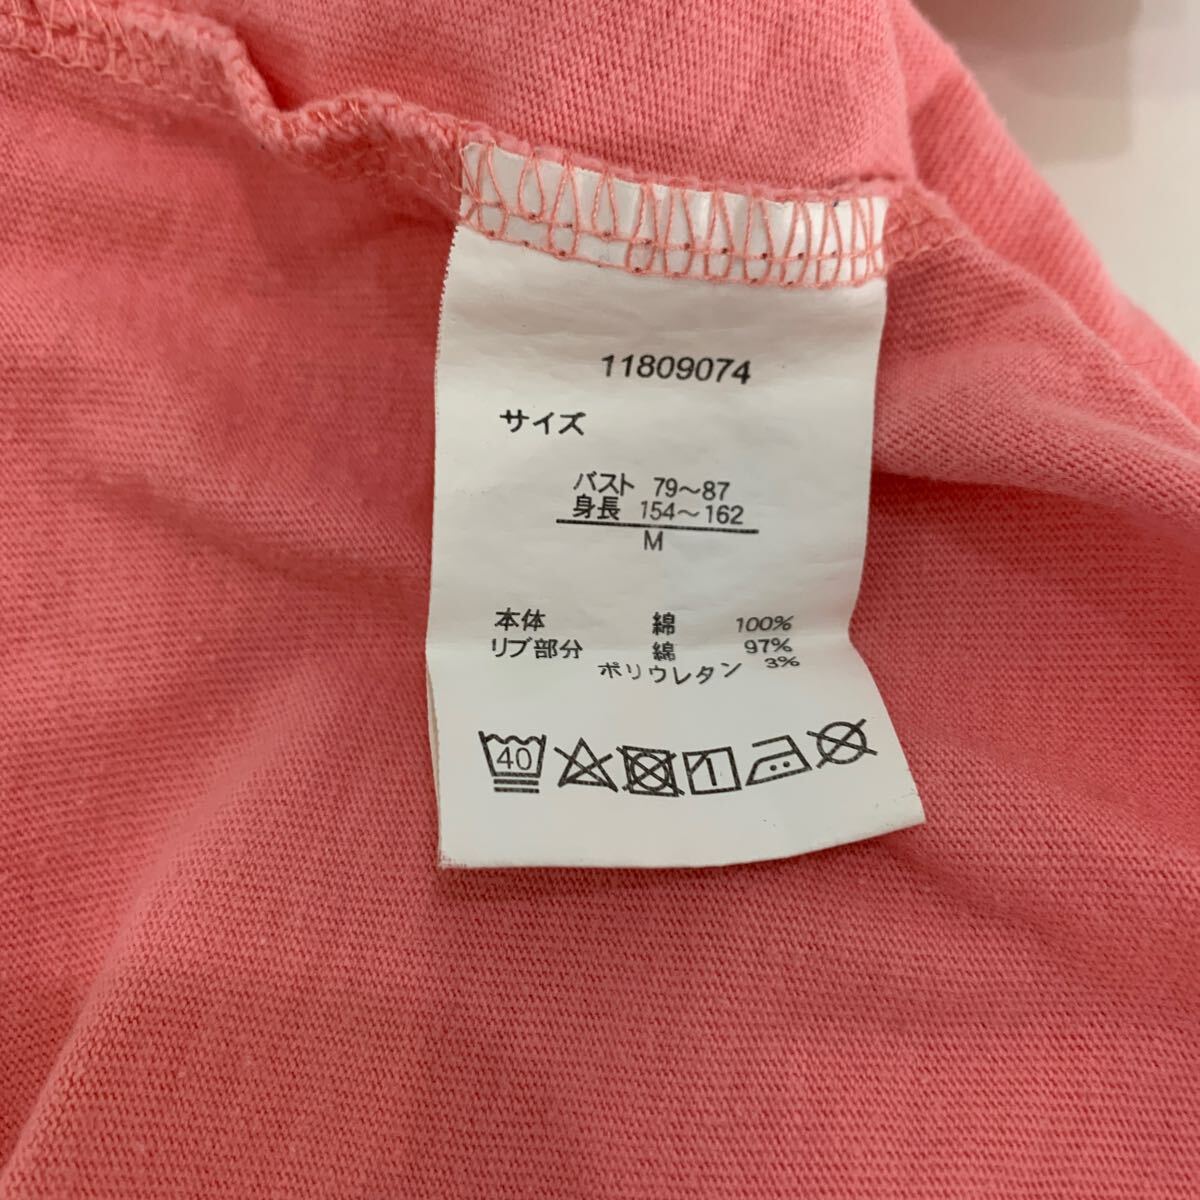 11809074
サイズ
バスト 79〜87
身長 154〜162
M
本体 綿 100%
リブ部分 綿 97%
ポリウレタン 3%
40